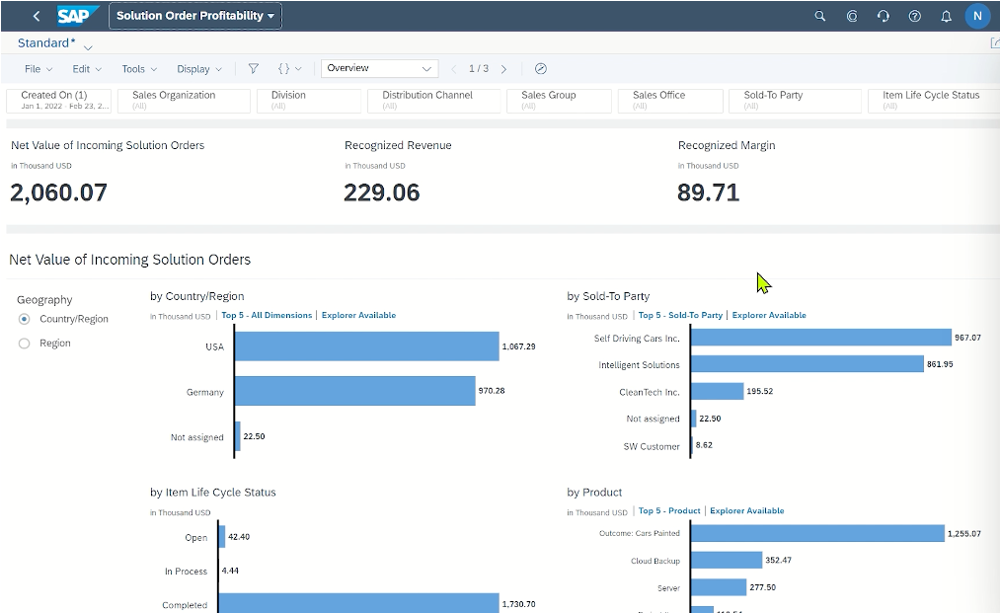 SAP Solution Order Profitability
N
Standard*
File Edit Tools Display { } Overview 1 / 3
Created On (1) Sales Organization Division Distribution Channel Sales Group Sales Office Sold-To Party Item Life Cycle Status
Jan 1, 2022 - Feb 23, 2... (All) (All) (All) (All) (All) (All) (All)
Net Value of Incoming Solution Orders Recognized Revenue Recognized Margin
in Thousand USD in Thousand USD in Thousand USD
2,060.07 229.06 89.71
Net Value of Incoming Solution Orders
Geography
Country/Region
Region
by Country/Region
in Thousand USD | Top 5 - All Dimensions | Explorer Available
USA 1,067.29
Germany 970.28
Not assigned 22.50
by Sold-To Party
in Thousand USD | Top 5 - Sold-To Party | Explorer Available
Self Driving Cars Inc. 967.07
Intelligent Solutions 861.95
CleanTech Inc. 195.52
Not assigned 22.50
SW Customer 8.62
by Item Life Cycle Status
in Thousand USD
Open 42.40
In Process 4.44
Completed 1,730.70
by Product
in Thousand USD | Top 5 - Product | Explorer Available
Outcome: Cars Painted 1,255.07
Cloud Backup 352.47
Server 277.50